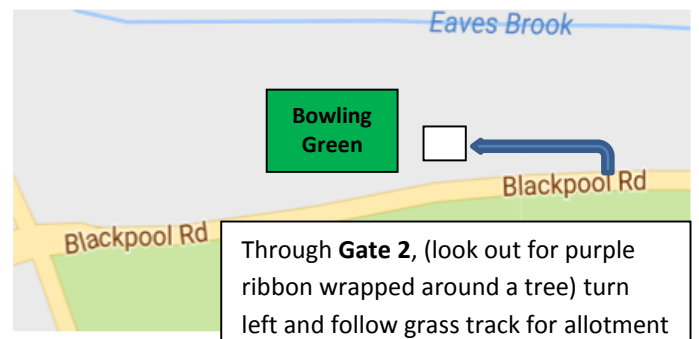 Eaves Brook
Bowling
Green
Blackpool Rd
Blackpool Rd
Through Gate 2, (look out for purple
ribbon wrapped around a tree) turn
left and follow grass track for allotment